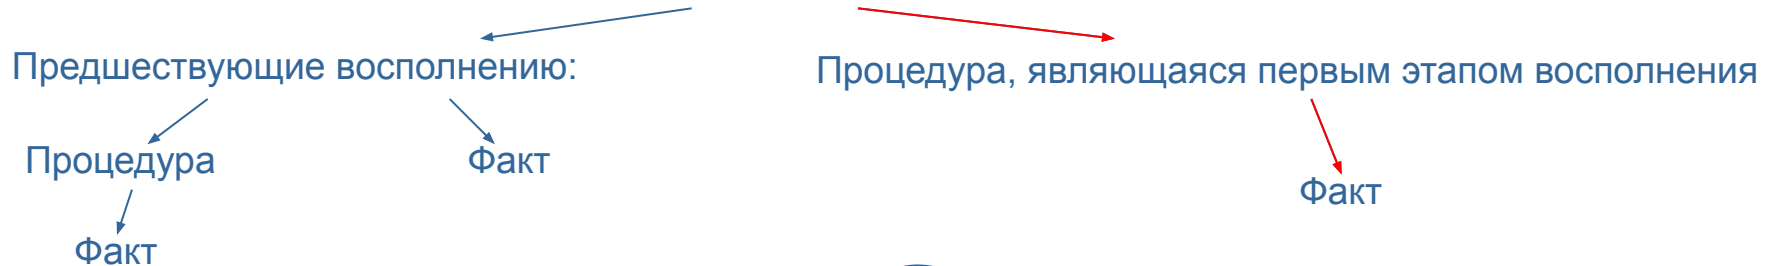 Предшествующие восполнению:
Процедура, являющаяся первым этапом восполнения
Процедура
Факт
Факт
Факт